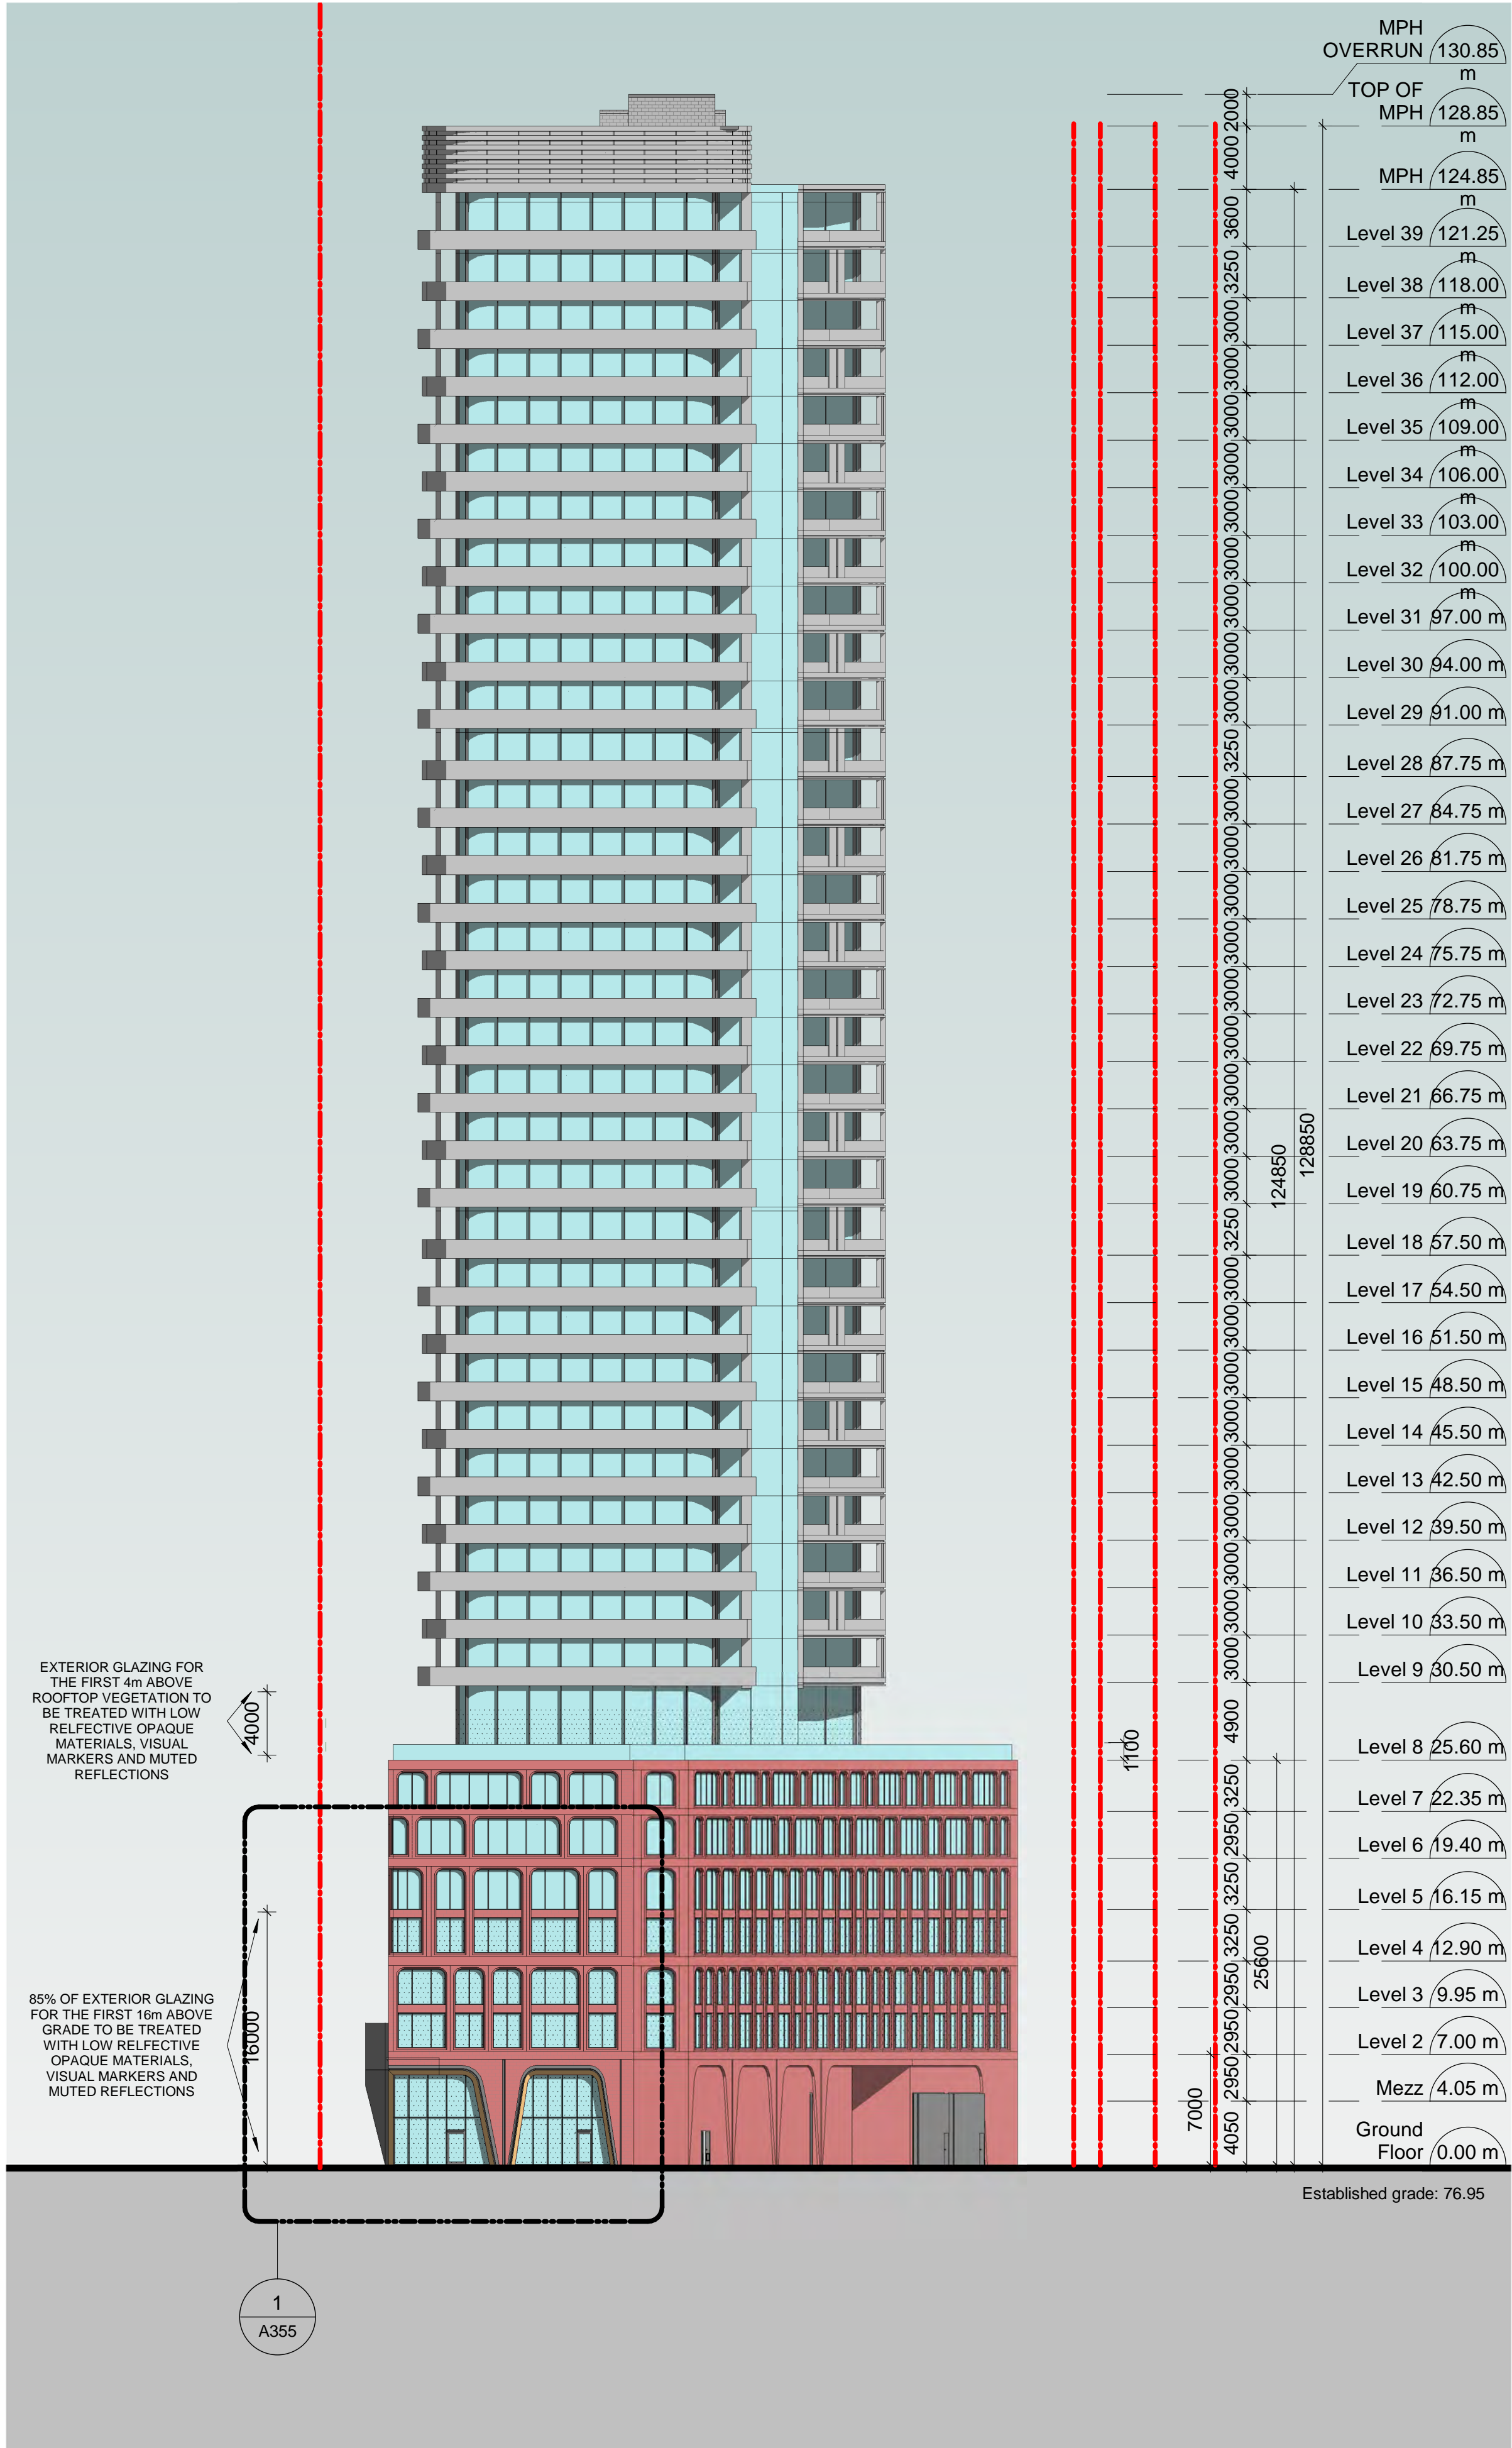 MPH
OVERRUN 130.85
m
TOP OF
MPH 128.85
m
MPH 124.85
m
Level 39 121.25
m
Level 38 118.00
m
Level 37 115.00
m
Level 36 112.00
m
Level 35 109.00
m
Level 34 106.00
m
Level 33 103.00
m
Level 32 100.00
m
Level 31 97.00 m
Level 30 94.00 m
Level 29 91.00 m
Level 28 87.75 m
Level 27 84.75 m
Level 26 81.75 m
Level 25 78.75 m
Level 24 75.75 m
Level 23 72.75 m
Level 22 69.75 m
Level 21 66.75 m
Level 20 63.75 m
Level 19 60.75 m
Level 18 57.50 m
Level 17 54.50 m
Level 16 51.50 m
Level 15 48.50 m
Level 14 45.50 m
Level 13 42.50 m
Level 12 39.50 m
Level 11 36.50 m
Level 10 33.50 m
Level 9 30.50 m
Level 8 25.60 m
Level 7 22.35 m
Level 6 19.40 m
Level 5 16.15 m
Level 4 12.90 m
Level 3 9.95 m
Level 2 7.00 m
Mezz 4.05 m
Ground
Floor 0.00 m
Established grade: 76.95
2000
4000
3600
3250
3000
3000
3000
3000
3000
3000
3000
3000
3000
3250
3000
3000
3000
3000
3000
3000
3000
3000
3000
3250
3000
3000
3000
3000
3000
3000
3000
3000
3000
4900
3250
2950
3250
3250
2950
2950
2950
4050
124850
128850
25600
7000
1100
EXTERIOR GLAZING FOR
THE FIRST 4m ABOVE
ROOFTOP VEGETATION TO
BE TREATED WITH LOW
RELFECTIVE OPAQUE
MATERIALS, VISUAL
MARKERS AND MUTED
REFLECTIONS
4000
85% OF EXTERIOR GLAZING
FOR THE FIRST 16m ABOVE
GRADE TO BE TREATED
WITH LOW RELFECTIVE
OPAQUE MATERIALS,
VISUAL MARKERS AND
MUTED REFLECTIONS
16000
1
A355